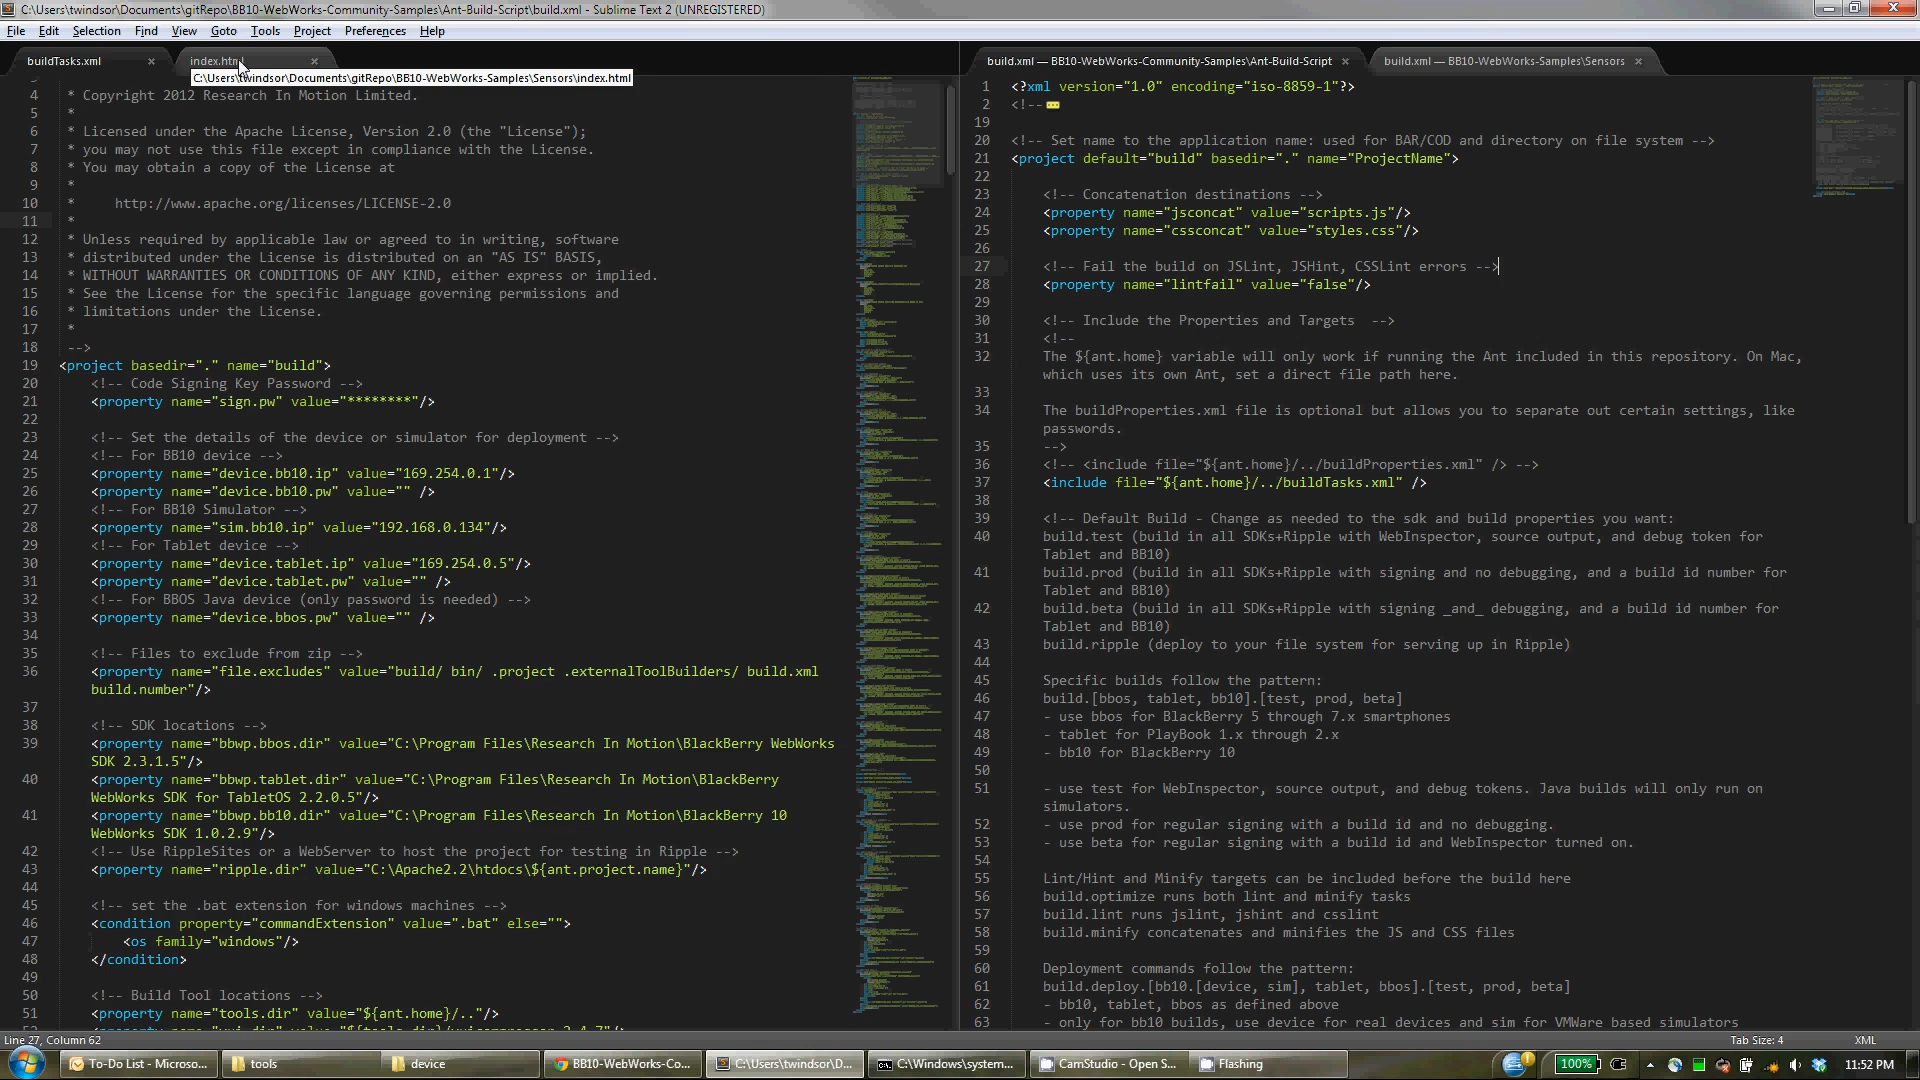 C:\Users\twindsor\Documents\gitRepo\BB10-WebWorks-Community-Samples\Ant-Build-Script\build.xml - Sublime Text 2 (UNREGISTERED)
File Edit Selection Find View Goto Tools Project Preferences Help
buildTasks.xml index.html
C:\Users\twindsor\Documents\gitRepo\BB10-WebWorks-Samples\Sensors\index.html
4 * Copyright 2012 Research In Motion Limited.
5 *
6 * Licensed under the Apache License, Version 2.0 (the "License");
7 * you may not use this file except in compliance with the License.
8 * You may obtain a copy of the License at
9 *
10 * http://www.apache.org/licenses/LICENSE-2.0
11 *
12 * Unless required by applicable law or agreed to in writing, software
13 * distributed under the License is distributed on an "AS IS" BASIS,
14 * WITHOUT WARRANTIES OR CONDITIONS OF ANY KIND, either express or implied.
15 * See the License for the specific language governing permissions and
16 * limitations under the License.
17 *
18 -->
19 <project basedir="." name="build">
20 <!-- Code Signing Key Password -->
21 <property name="sign.pw" value="********"/>
22
23 <!-- Set the details of the device or simulator for deployment -->
24 <!-- For BB10 device -->
25 <property name="device.bb10.ip" value="169.254.0.1"/>
26 <property name="device.bb10.pw" value="" />
27 <!-- For BB10 Simulator -->
28 <property name="sim.bb10.ip" value="192.168.0.134"/>
29 <!-- For Tablet device -->
30 <property name="device.tablet.ip" value="169.254.0.5"/>
31 <property name="device.tablet.pw" value="" />
32 <!-- For BBOS Java device (only password is needed) -->
33 <property name="device.bbos.pw" value="" />
34
35 <!-- Files to exclude from zip -->
36 <property name="file.excludes" value="build/ bin/ .project .externalToolBuilders/ build.xml
build.number"/>
37
38 <!-- SDK locations -->
39 <property name="bbwp.bbos.dir" value="C:\Program Files\Research In Motion\BlackBerry WebWorks
SDK 2.3.1.5"/>
40 <property name="bbwp.tablet.dir" value="C:\Program Files\Research In Motion\BlackBerry
WebWorks SDK for TabletOS 2.2.0.5"/>
41 <property name="bbwp.bb10.dir" value="C:\Program Files\Research In Motion\BlackBerry 10
WebWorks SDK 1.0.2.9"/>
42 <!-- Use RippleSites or a WebServer to host the project for testing in Ripple -->
43 <property name="ripple.dir" value="C:\Apache2.2\htdocs\${ant.project.name}"/>
44
45 <!-- set the .bat extension for windows machines -->
46 <condition property="commandExtension" value=".bat" else="">
47 <os family="windows"/>
48 </condition>
49
50 <!-- Build Tool locations -->
51 <property name="tools.dir" value="${ant.home}/.."/>
build.xml — BB10-WebWorks-Community-Samples\Ant-Build-Script build.xml — BB10-WebWorks-Samples\Sensors
1 <?xml version="1.0" encoding="iso-8859-1"?>
2 <!--
19
20 <!-- Set name to the application name: used for BAR/COD and directory on file system -->
21 <project default="build" basedir="." name="ProjectName">
22
23 <!-- Concatenation destinations -->
24 <property name="jsconcat" value="scripts.js"/>
25 <property name="cssconcat" value="styles.css"/>
26
27 <!-- Fail the build on JSLint, JSHint, CSSLint errors -->
28 <property name="lintfail" value="false"/>
29
30 <!-- Include the Properties and Targets -->
31 <!--
32 The ${ant.home} variable will only work if running the Ant included in this repository. On Mac,
which uses its own Ant, set a direct file path here.
33
34 The buildProperties.xml file is optional but allows you to separate out certain settings, like
passwords.
35 -->
36 <!-- <include file="${ant.home}/../buildProperties.xml" /> -->
37 <include file="${ant.home}/../buildTasks.xml" />
38
39 <!-- Default Build - Change as needed to the sdk and build properties you want:
40 build.test (build in all SDKs+Ripple with WebInspector, source output, and debug token for
Tablet and BB10)
41 build.prod (build in all SDKs+Ripple with signing and no debugging, and a build id number for
Tablet and BB10)
42 build.beta (build in all SDKs+Ripple with signing _and_ debugging, and a build id number for
Tablet and BB10)
43 build.ripple (deploy to your file system for serving up in Ripple)
44
45 Specific builds follow the pattern:
46 build.[bbos, tablet, bb10].[test, prod, beta]
47 - use bbos for BlackBerry 5 through 7.x smartphones
48 - tablet for PlayBook 1.x through 2.x
49 - bb10 for BlackBerry 10
50
51 - use test for WebInspector, source output, and debug tokens. Java builds will only run on
simulators.
52 - use prod for regular signing with a build id and no debugging.
53 - use beta for regular signing with a build id and WebInspector turned on.
54
55 Lint/Hint and Minify targets can be included before the build here
56 build.optimize runs both lint and minify tasks
57 build.lint runs jslint, jshint and csslint
58 build.minify concatenates and minifies the JS and CSS files
59
60 Deployment commands follow the pattern:
61 build.deploy.[bb10.[device, sim], tablet, bbos].[test, prod, beta]
62 - bb10, tablet, bbos as defined above
63 - only for bb10 builds, use device for real devices and sim for VMWare based simulators
Line 27, Column 62 Tab Size: 4 XML
To-Do List - Microso... tools device BB10-WebWorks-Co... C:\Users\twindsor\D... C:\Windows\system... CamStudio - Open S... Flashing 100% 11:52 PM